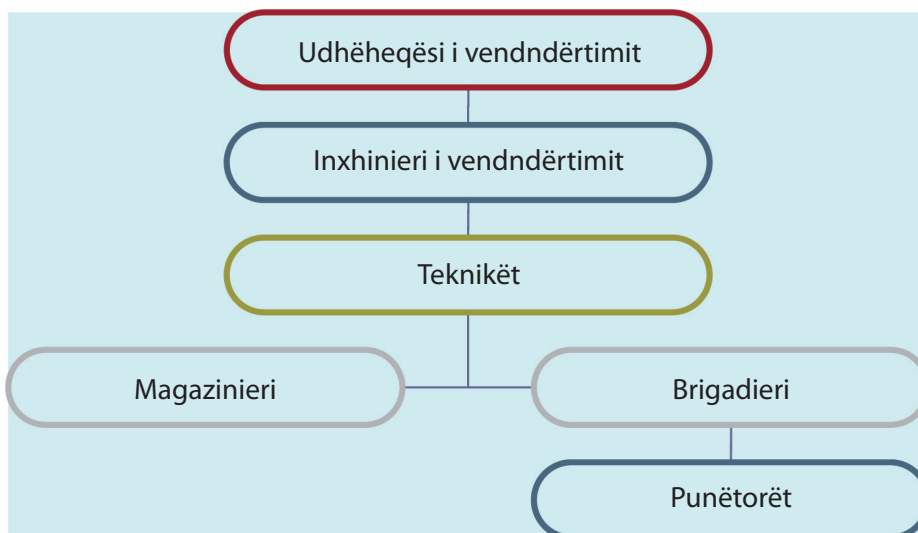 Udhëheqësi i vendndërtimit
Inxhinieri i vendndërtimit
Teknikët
Magazinieri
Brigadieri
Punëtorët